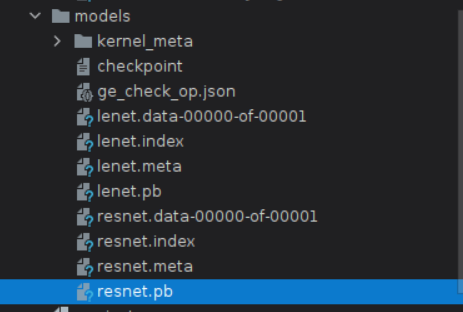 models
kernel_meta
checkpoint
ge_check_op.json
lenet.data-00000-of-00001
lenet.index
lenet.meta
lenet.pb
resnet.data-00000-of-00001
resnet.index
resnet.meta
resnet.pb